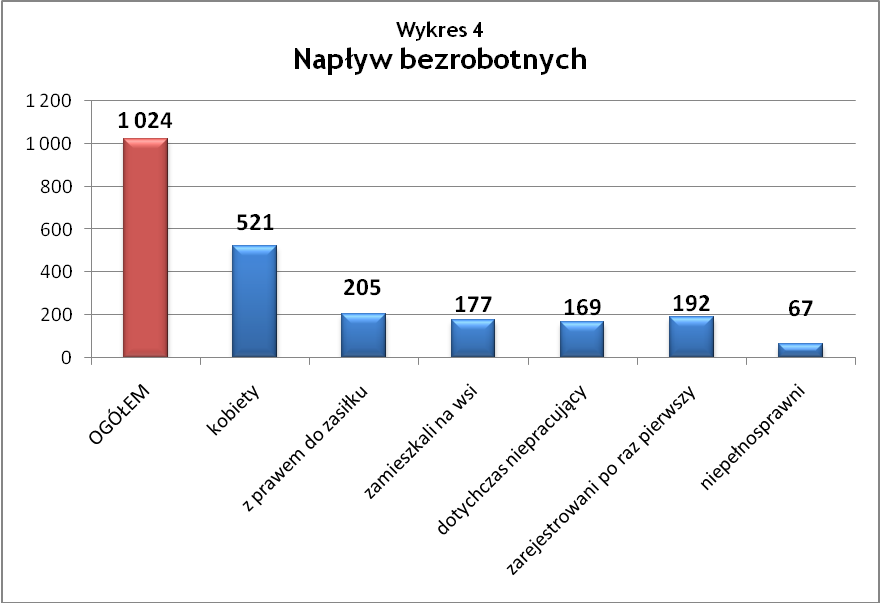 Wykres 4
Napływ bezrobotnych
1 200
1 000
800
600
400
200
0
1 024
521
205
177
169
192
67
OGÓŁEM
kobiety
z prawem do zasiłku
zamieszkali na wsi
dotychczas niepracujący
zarejestrowani po raz pierwszy
niepełnosprawni